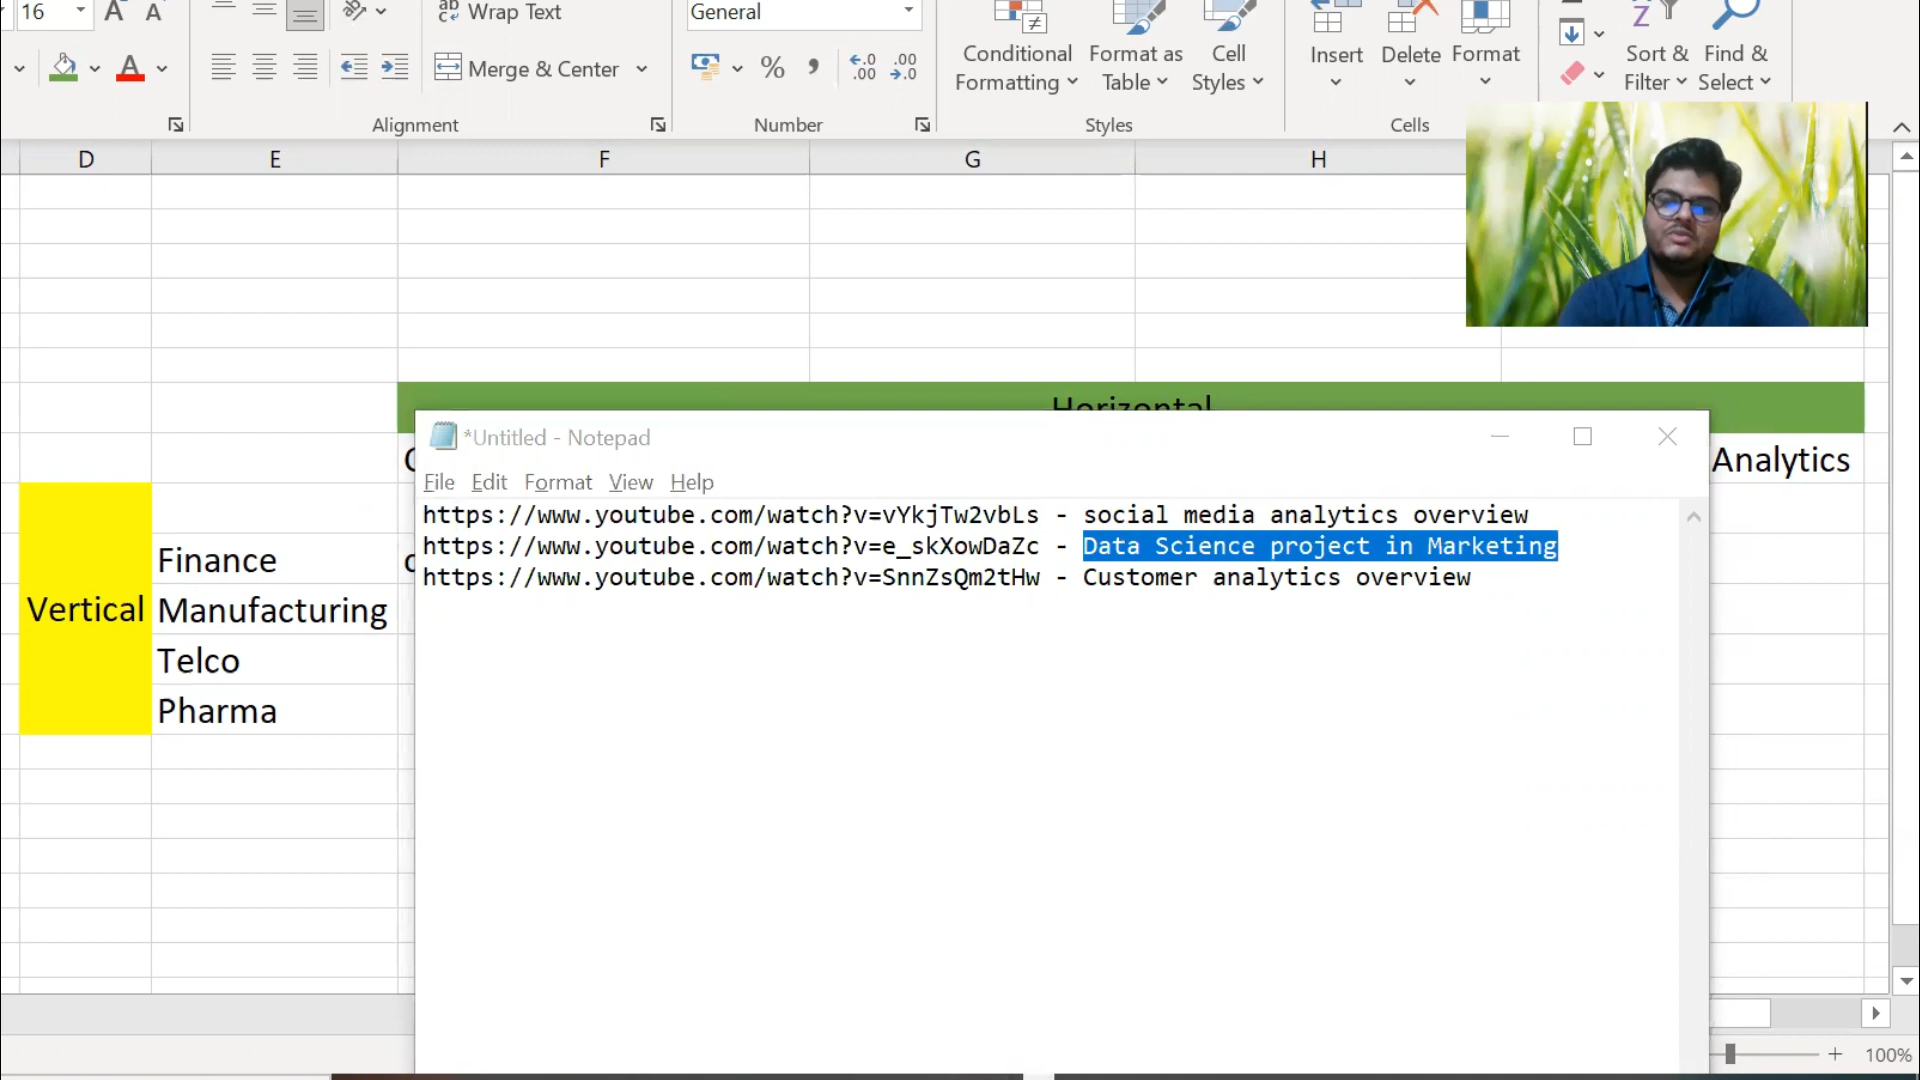 16
A
A
Wrap Text
General
A
Merge & Center
%
Conditional Formatting
Format as Table
Cell Styles
Insert
Delete
Format
Sort & Filter
Find & Select
Alignment
Number
Styles
Cells
D
E
F
G
H
Horizontal
Analytics
Vertical
Finance
Manufacturing
Telco
Pharma
*Untitled - Notepad
File Edit Format View Help
https://www.youtube.com/watch?v=vYkjTw2vbLs - social media analytics overview
https://www.youtube.com/watch?v=e_skXowDaZc - Data Science project in Marketing
https://www.youtube.com/watch?v=SnnZsQm2tHw - Customer analytics overview
100%